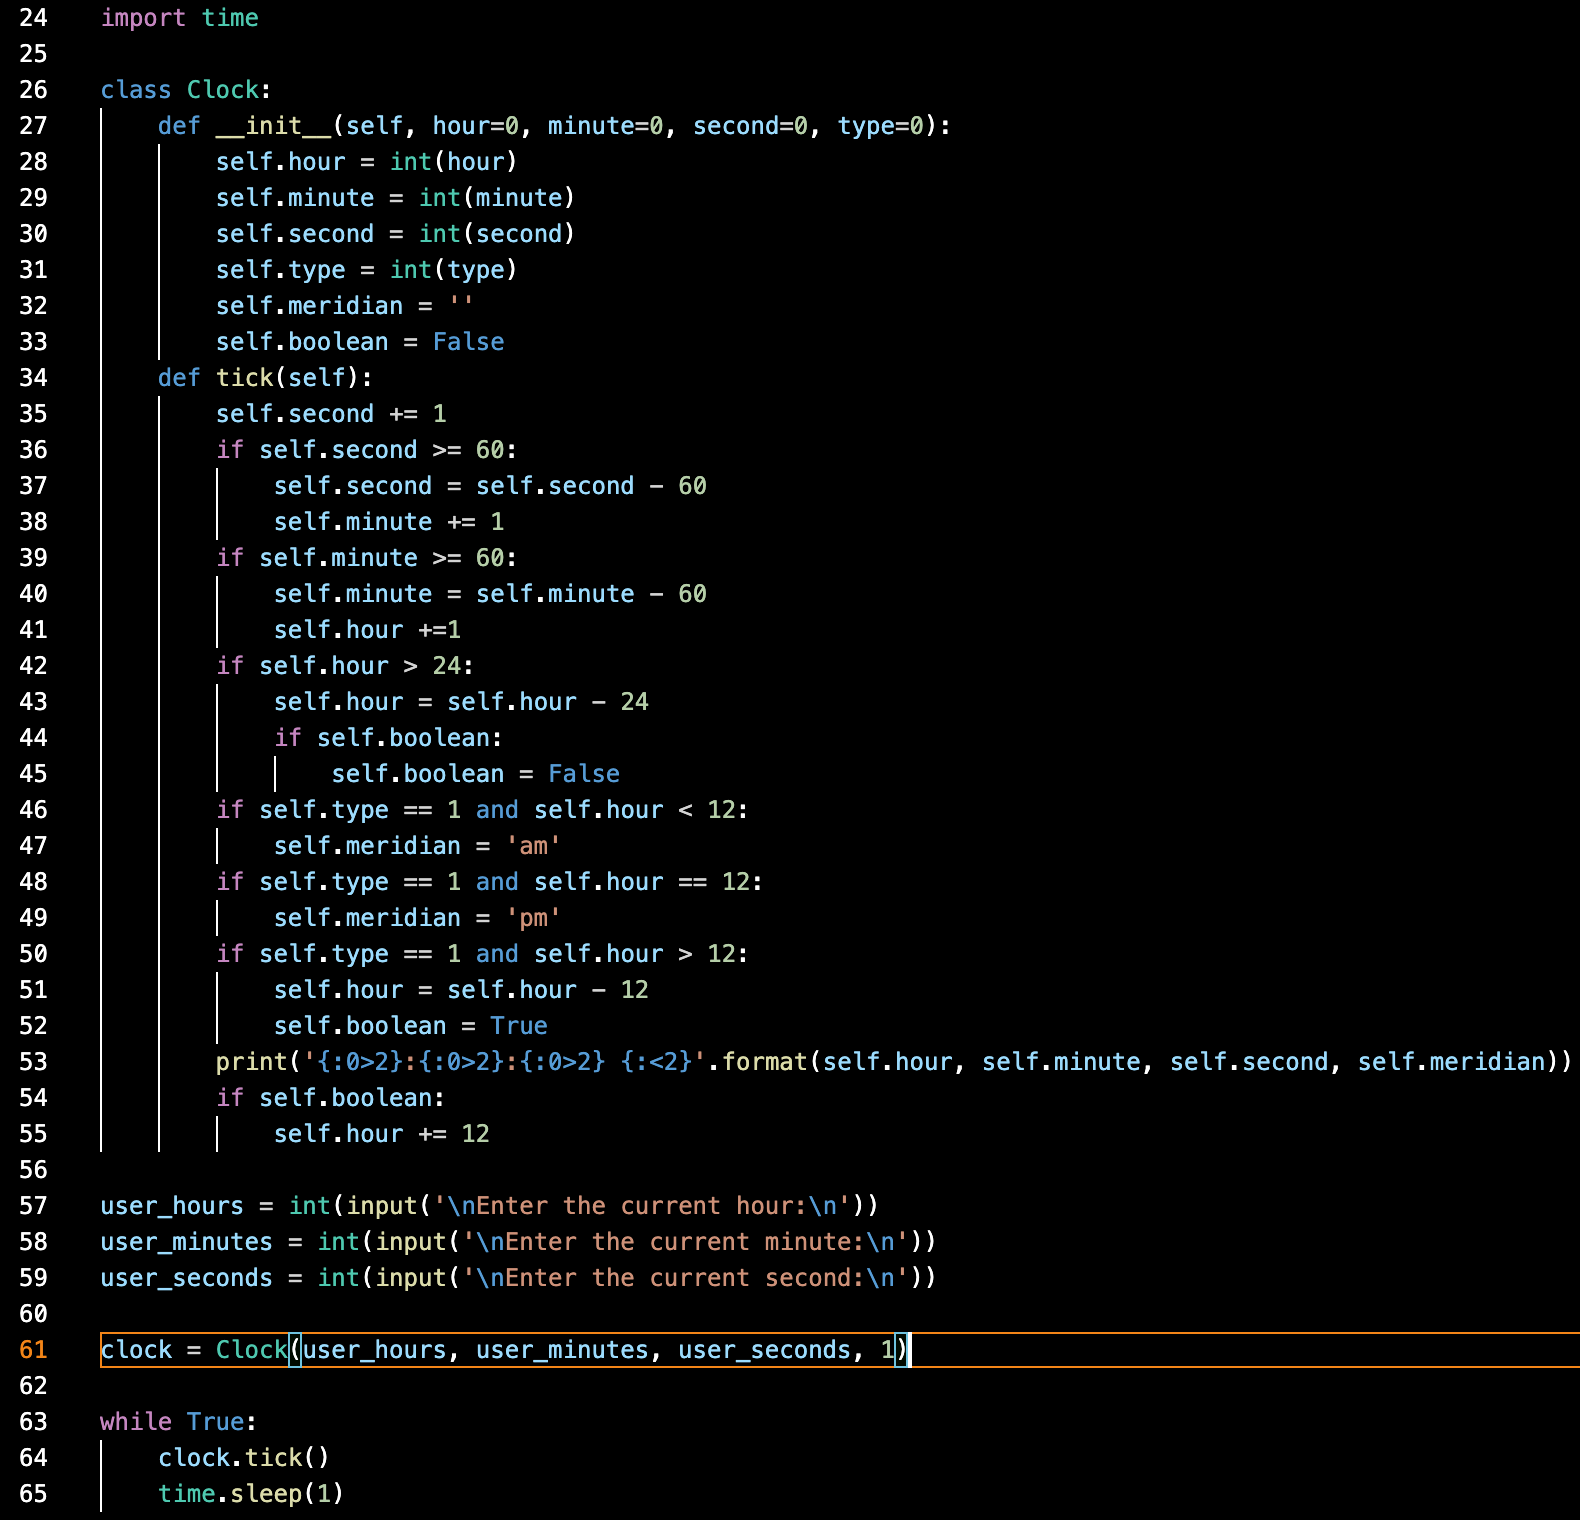 24 import time
25
26 class Clock:
27     def __init__(self, hour=0, minute=0, second=0, type=0):
28         self.hour = int(hour)
29         self.minute = int(minute)
30         self.second = int(second)
31         self.type = int(type)
32         self.meridian = ''
33         self.boolean = False
34     def tick(self):
35         self.second += 1
36         if self.second >= 60:
37             self.second = self.second - 60
38             self.minute += 1
39         if self.minute >= 60:
40             self.minute = self.minute - 60
41             self.hour +=1
42         if self.hour > 24:
43             self.hour = self.hour - 24
44             if self.boolean:
45                 self.boolean = False
46         if self.type == 1 and self.hour < 12:
47             self.meridian = 'am'
48         if self.type == 1 and self.hour == 12:
49             self.meridian = 'pm'
50         if self.type == 1 and self.hour > 12:
51             self.hour = self.hour - 12
52             self.boolean = True
53         print('{:0>2}:{:0>2}:{:0>2} {:<2}'.format(self.hour, self.minute, self.second, self.meridian))
54         if self.boolean:
55             self.hour += 12
56
57 user_hours = int(input('\nEnter the current hour:\n'))
58 user_minutes = int(input('\nEnter the current minute:\n'))
59 user_seconds = int(input('\nEnter the current second:\n'))
60
61 clock = Clock(user_hours, user_minutes, user_seconds, 1)
62
63 while True:
64     clock.tick()
65     time.sleep(1)